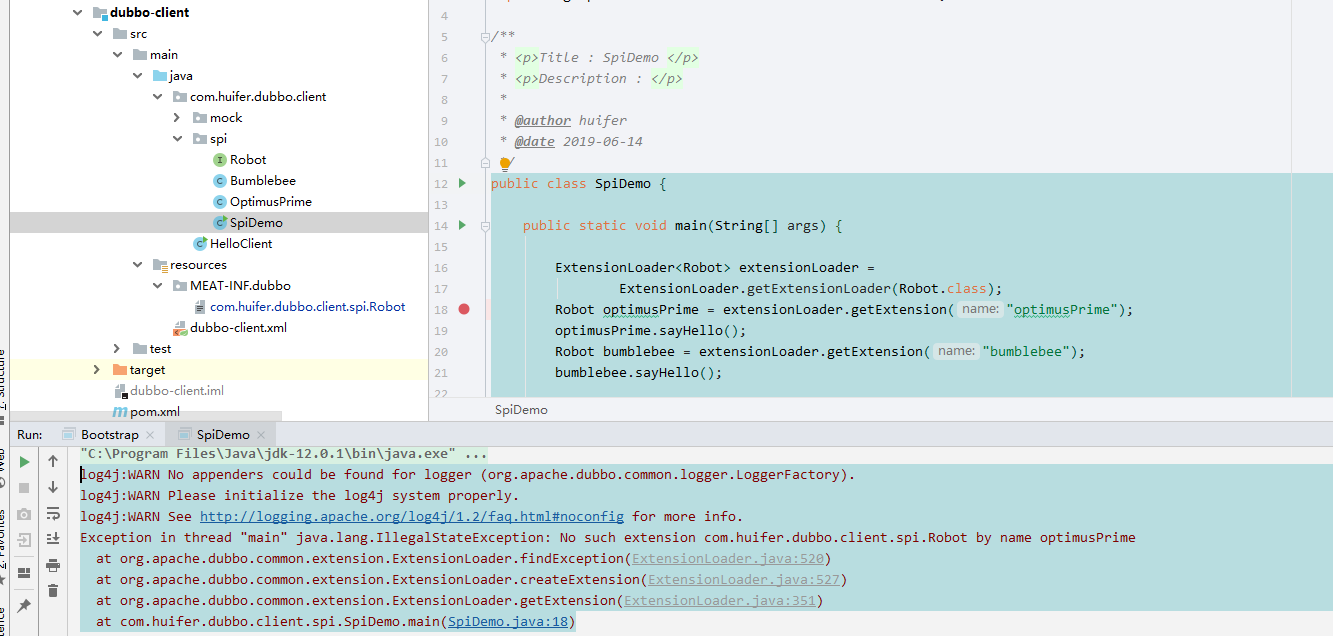 dubbo-client
src
main
java
com.huifer.dubbo.client
mock
spi
Robot
Bumblebee
OptimusPrime
SpiDemo
HelloClient
resources
MEAT-INF.dubbo
com.huifer.dubbo.client.spi.Robot
dubbo-client.xml
test
target
dubbo-client.iml
pom.xml
4
5 /**
6 * <p>Title : SpiDemo </p>
7 * <p>Description : </p>
8 *
9 * @author huifer
10 * @date 2019-06-14
11 */
12 public class SpiDemo {
13
14 public static void main(String[] args) {
15
16 ExtensionLoader<Robot> extensionLoader =
17 ExtensionLoader.getExtensionLoader(Robot.class);
18 Robot optimusPrime = extensionLoader.getExtension( name: "optimusPrime");
19 optimusPrime.sayHello();
20 Robot bumblebee = extensionLoader.getExtension( name: "bumblebee");
21 bumblebee.sayHello();
22
SpiDemo
Run: Bootstrap × SpiDemo ×
"C:\Program Files\Java\jdk-12.0.1\bin\java.exe" ...
log4j:WARN No appenders could be found for logger (org.apache.dubbo.common.logger.LoggerFactory).
log4j:WARN Please initialize the log4j system properly.
log4j:WARN See http://logging.apache.org/log4j/1.2/faq.html#noconfig for more info.
Exception in thread "main" java.lang.IllegalStateException: No such extension com.huifer.dubbo.client.spi.Robot by name optimusPrime
at org.apache.dubbo.common.extension.ExtensionLoader.findException(ExtensionLoader.java:520)
at org.apache.dubbo.common.extension.ExtensionLoader.createExtension(ExtensionLoader.java:527)
at org.apache.dubbo.common.extension.ExtensionLoader.getExtension(ExtensionLoader.java:351)
at com.huifer.dubbo.client.spi.SpiDemo.main(SpiDemo.java:18)